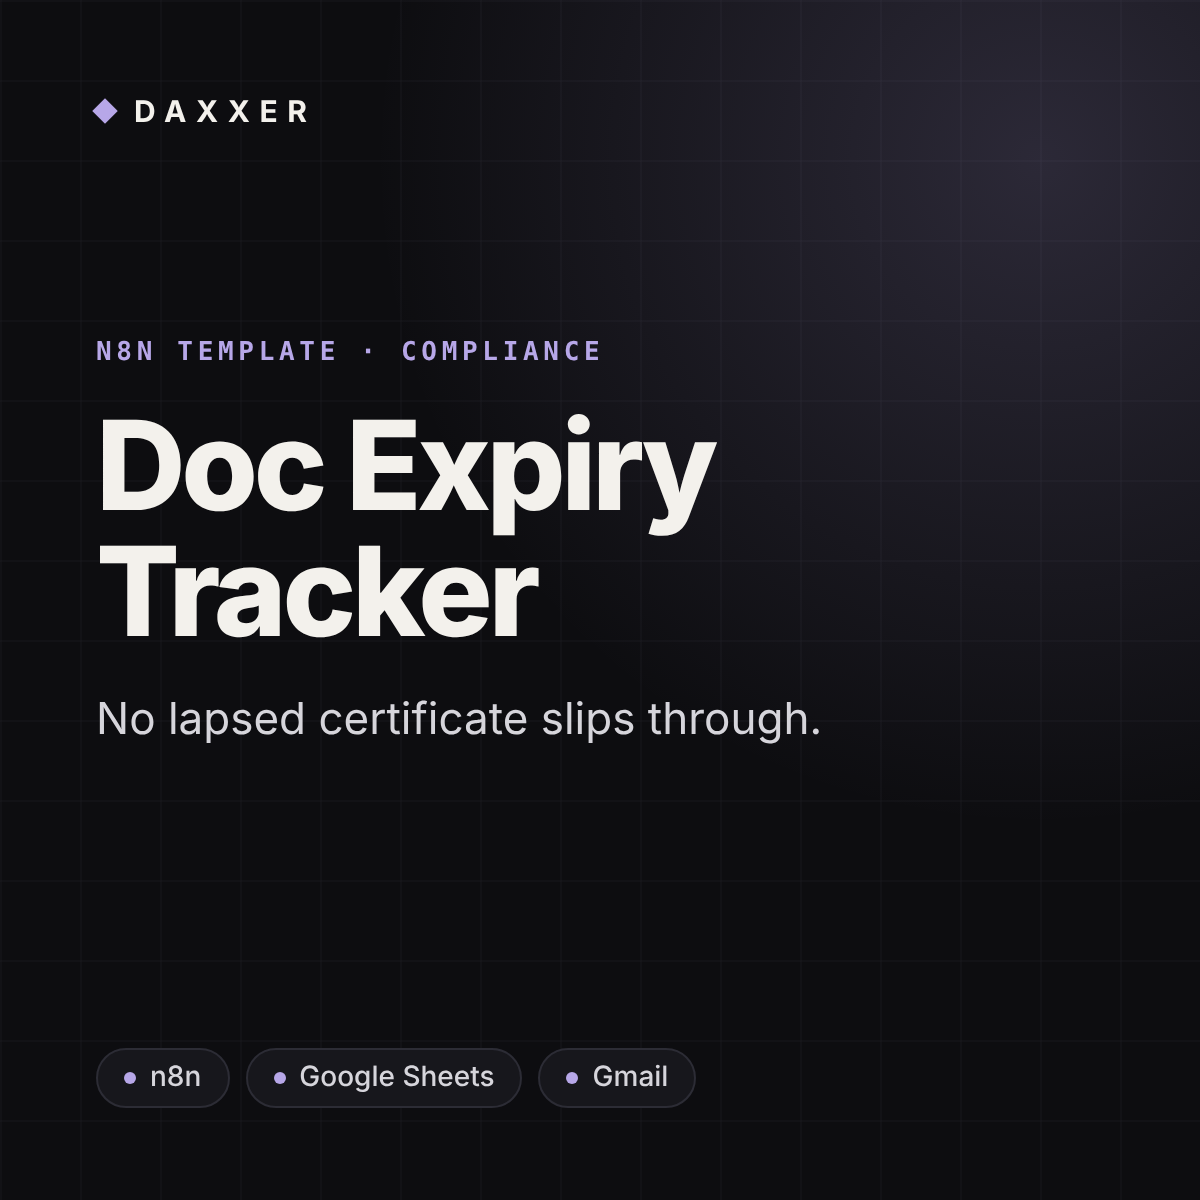 DAXXER
N8N TEMPLATE · COMPLIANCE
Doc Expiry
Tracker
No lapsed certificate slips through.
n8n
Google Sheets
Gmail